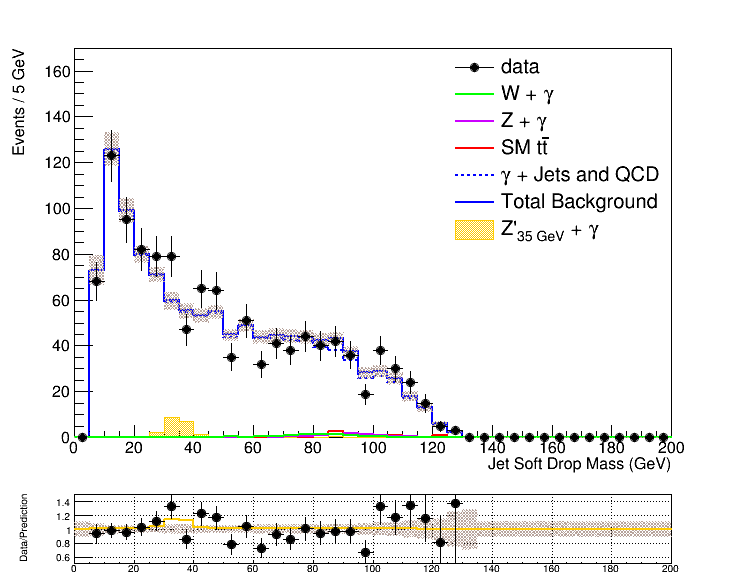 Events / 5 GeV
160
140
120
100
80
60
40
20
0
data
W + γ
Z + γ
SM tt̄
γ + Jets and QCD
Total Background
Z'35 GeV + γ
0 20 40 60 80 100 120 140 160 180 200
Jet Soft Drop Mass (GeV)
Data/Prediction
1.4
1.2
1
0.8
0.6
0 20 40 60 80 100 120 140 160 180 200